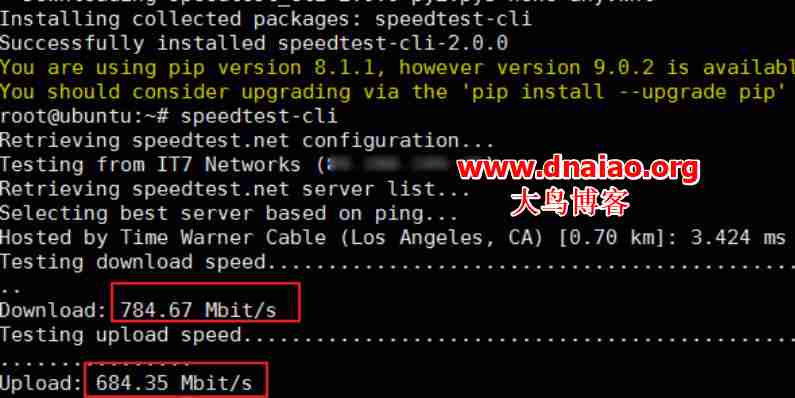 Installing collected packages: speedtest-cli
Successfully installed speedtest-cli-2.0.0
You are using pip version 8.1.1, however version 9.0.2 is availabl
You should consider upgrading via the 'pip install --upgrade pip'
root@ubuntu:~# speedtest-cli
Retrieving speedtest.net configuration...
Testing from IT7 Networks (
www.dnaiao.org
Retrieving speedtest.net server list...
大鸟博客
Selecting best server based on ping...
Hosted by Time Warner Cable (Los Angeles, CA) [0.70 km]: 3.424 ms
Testing download speed...........................................
..
Download: 784.67 Mbit/s
Testing upload speed.............................................
................
Upload: 684.35 Mbit/s